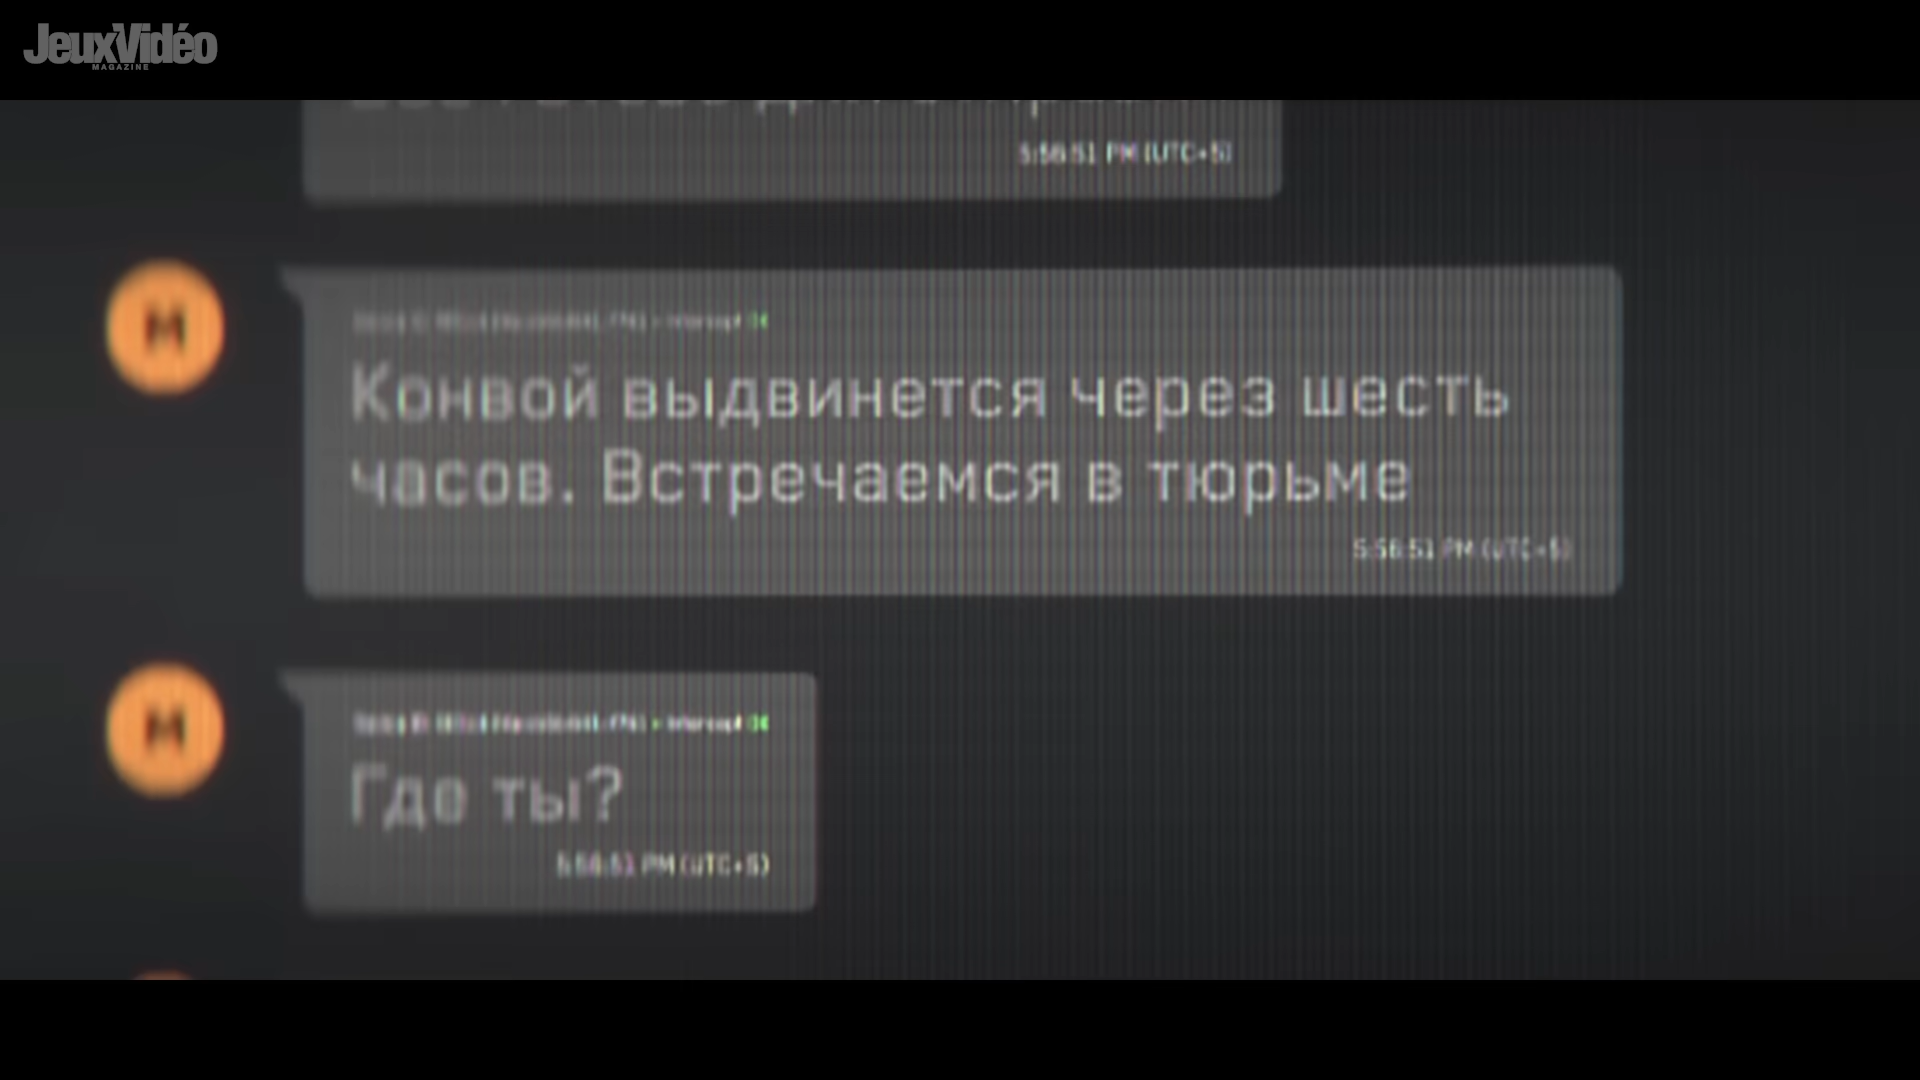 JeuxVidéo
MAGAZINE
5:56:51 PM (UTC+5)
M
Конвой выдвинется через шесть
часов. Встречаемся в тюрьме
5:56:51 PM (UTC+5)
M
Где ты?
5:56:51 PM (UTC+5)